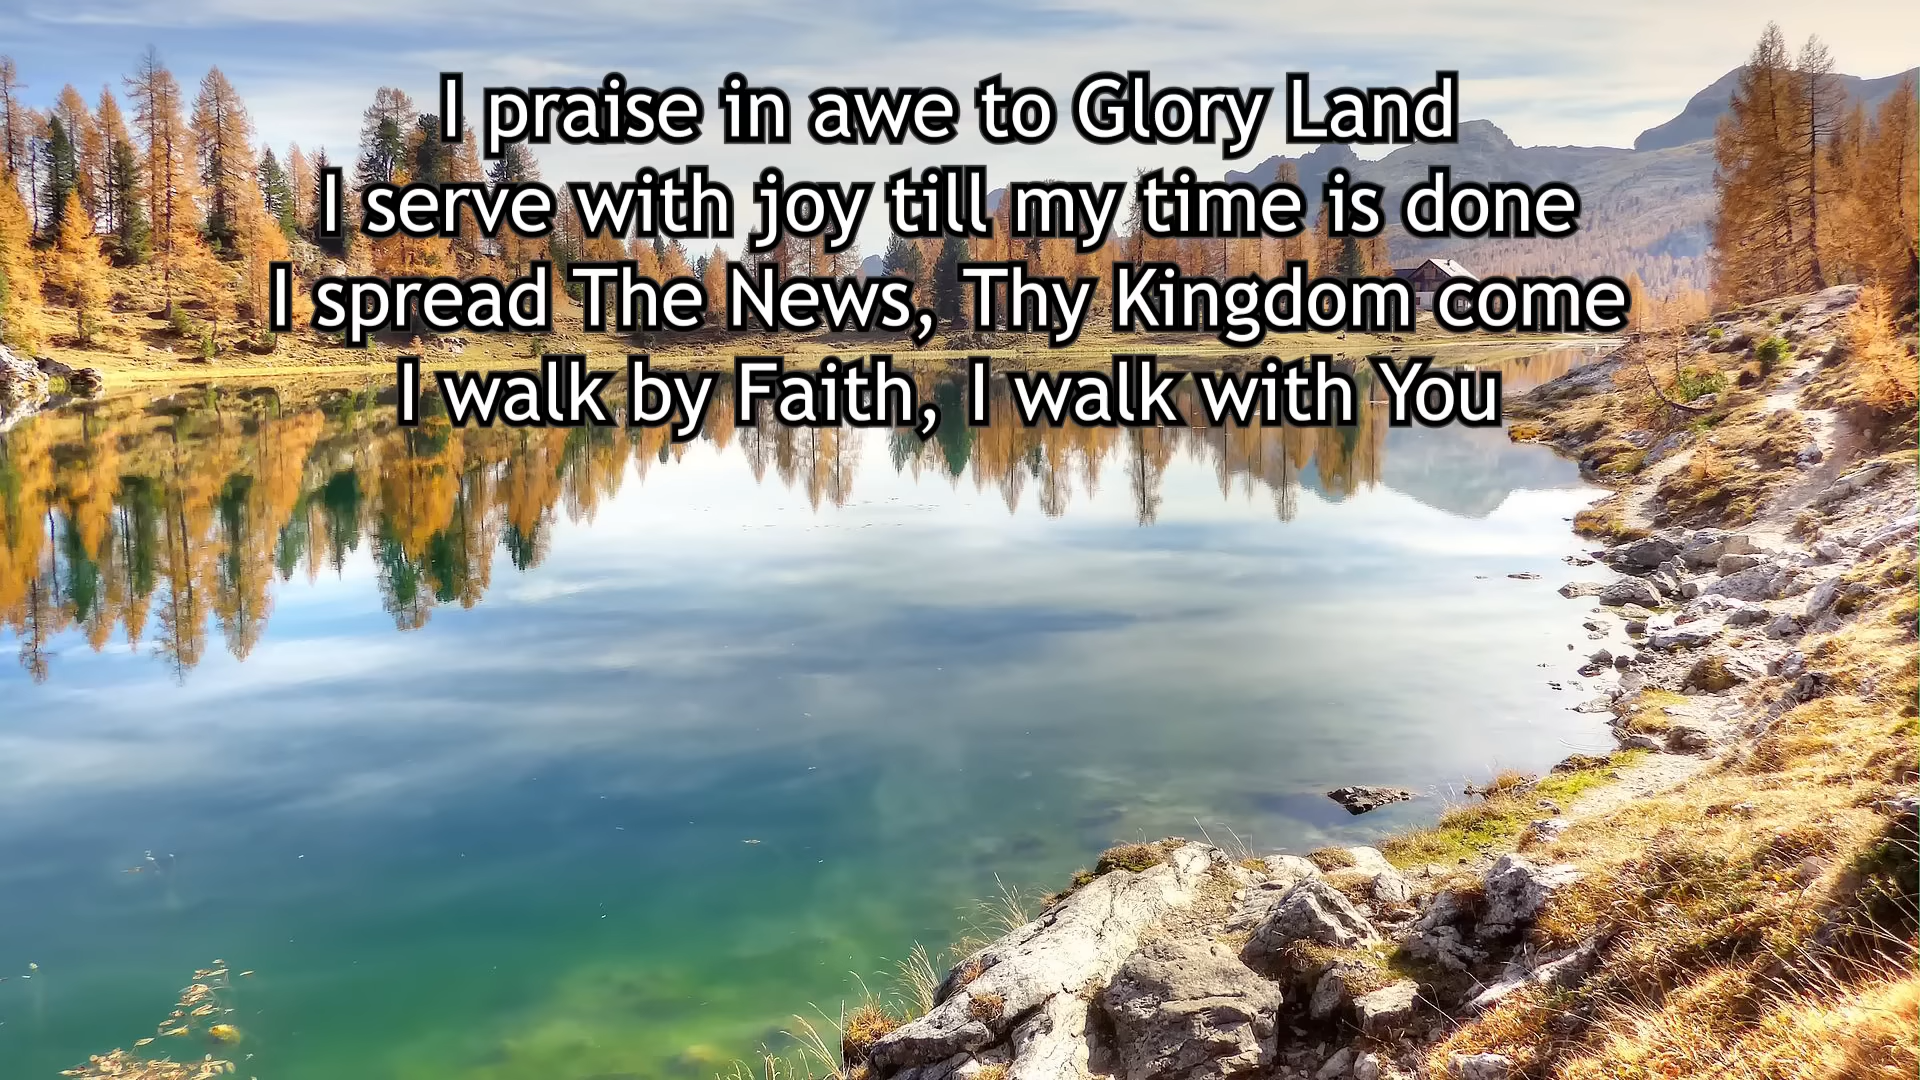 I praise in awe to Glory Land
I serve with joy till my time is done
I spread The News, Thy Kingdom come
I walk by Faith, I walk with You